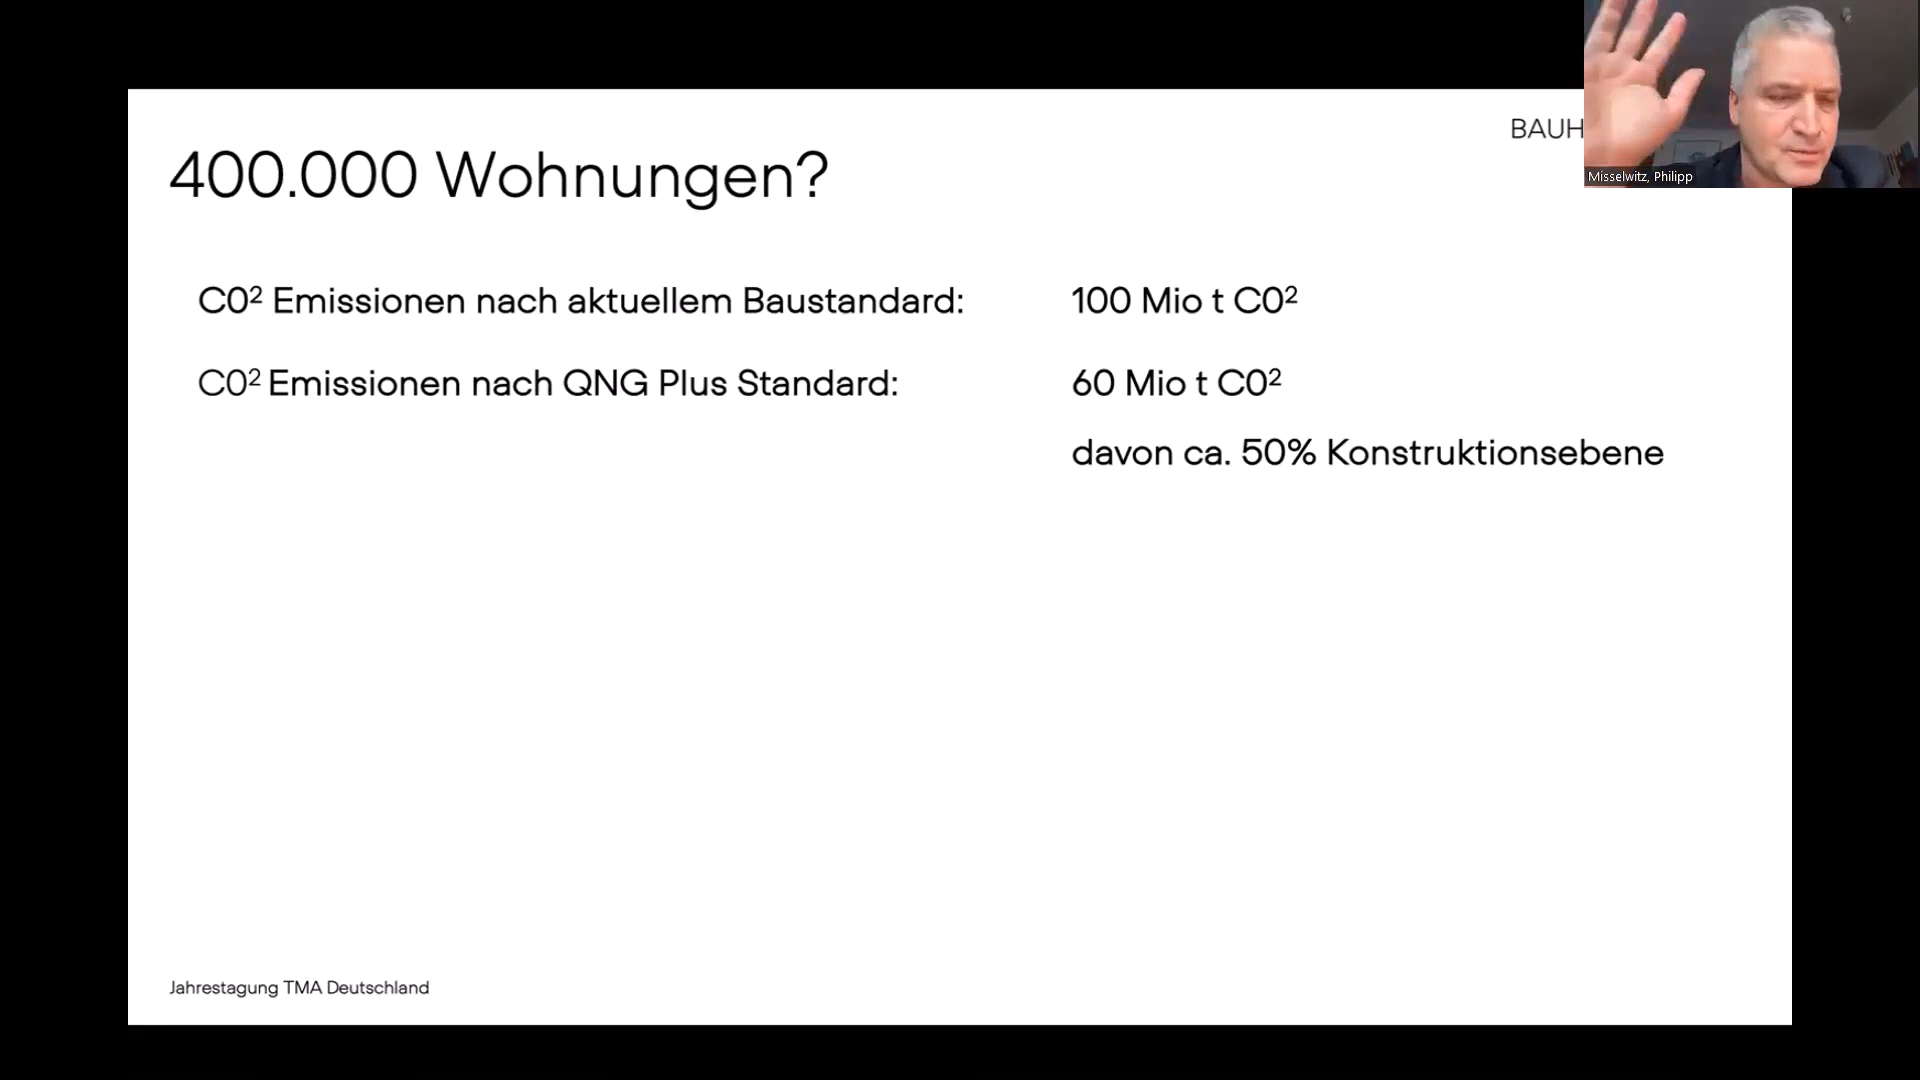 BAUH
400.000 Wohnungen?
C0² Emissionen nach aktuellem Baustandard: 100 Mio t C0²
C0² Emissionen nach QNG Plus Standard: 60 Mio t C0²
davon ca. 50% Konstruktionsebene
Jahrestagung TMA Deutschland
Misselwitz, Philipp